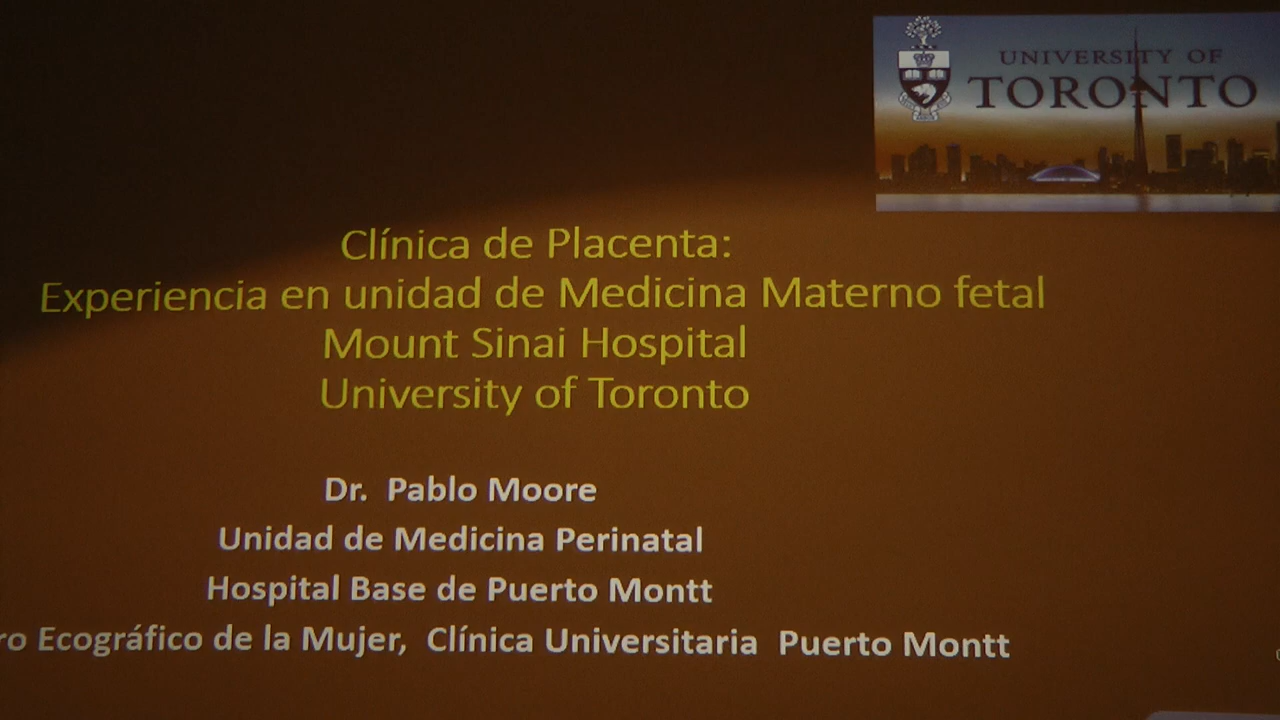 UNIVERSITY OF
TORONTO
Clínica de Placenta:
Experiencia en unidad de Medicina Materno fetal
Mount Sinai Hospital
University of Toronto
Dr. Pablo Moore
Unidad de Medicina Perinatal
Hospital Base de Puerto Montt
Ecográfico de la Mujer, Clínica Universitaria Puerto Montt